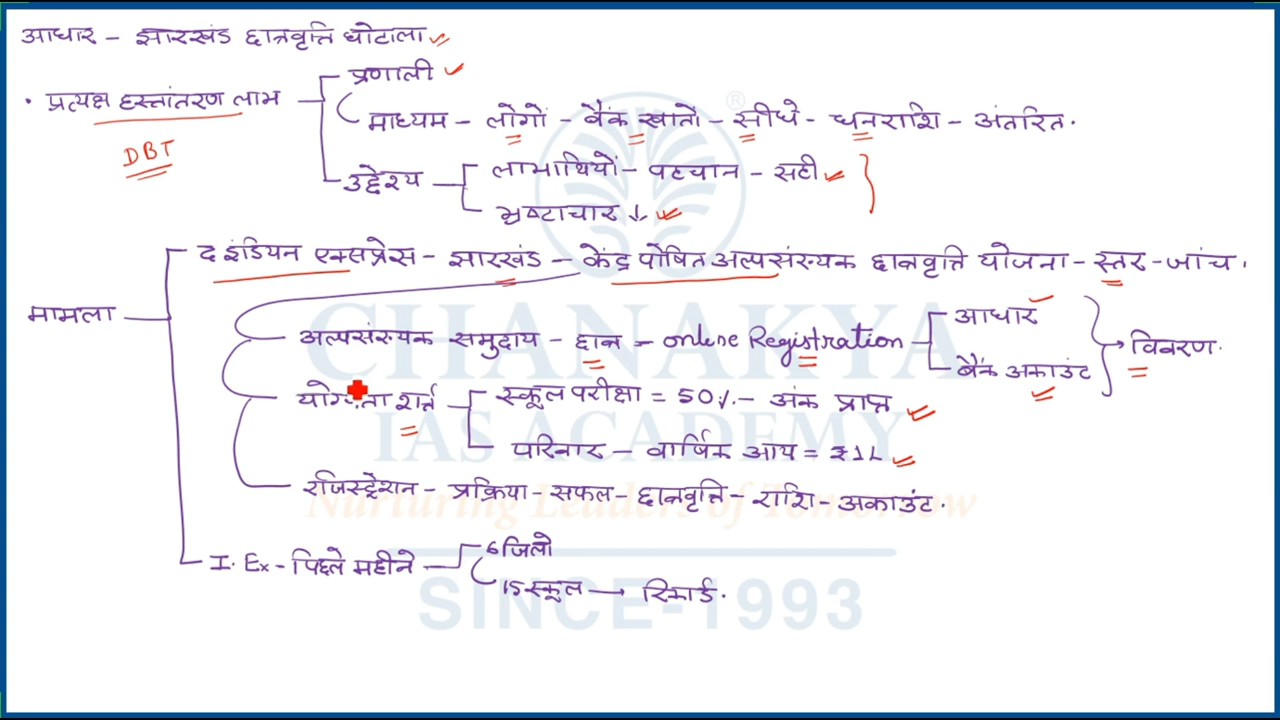 आधार - झारखंड छात्रवृत्ति घोटाला
प्रणाली
· प्रत्यक्ष हस्तांतरण लाभ
माध्यम - लोगों - बैंक खातों - सीधे - धनराशि - अंतरित.
DBT
उद्देश्य
लाभार्थियों - पहचान - सही
भ्रष्टाचार ↓
द इंडियन एक्सप्रेस - झारखंड - केंद्र पोषित अल्पसंख्यक छात्रवृत्ति योजना - स्तर - जांच.
मामला
अल्पसंख्यक समुदाय - छात्र - online Registration
आधार
बैंक अकाउंट
→ विवरण.
योग्यता शर्त
स्कूल परीक्षा = 50% - अंक प्राप्त
परिवार - वार्षिक आय = ₹1L
रजिस्ट्रेशन - प्रक्रिया - सफल - छात्रवृत्ति - राशि - अकाउंट.
I. Ex - पिछले महीने
6 जिलों
15 स्कूल → रिकार्ड.
CHANAKYA
IAS ACADEMY
Nurturing Leaders of Tomorrow
SINCE-1993
®